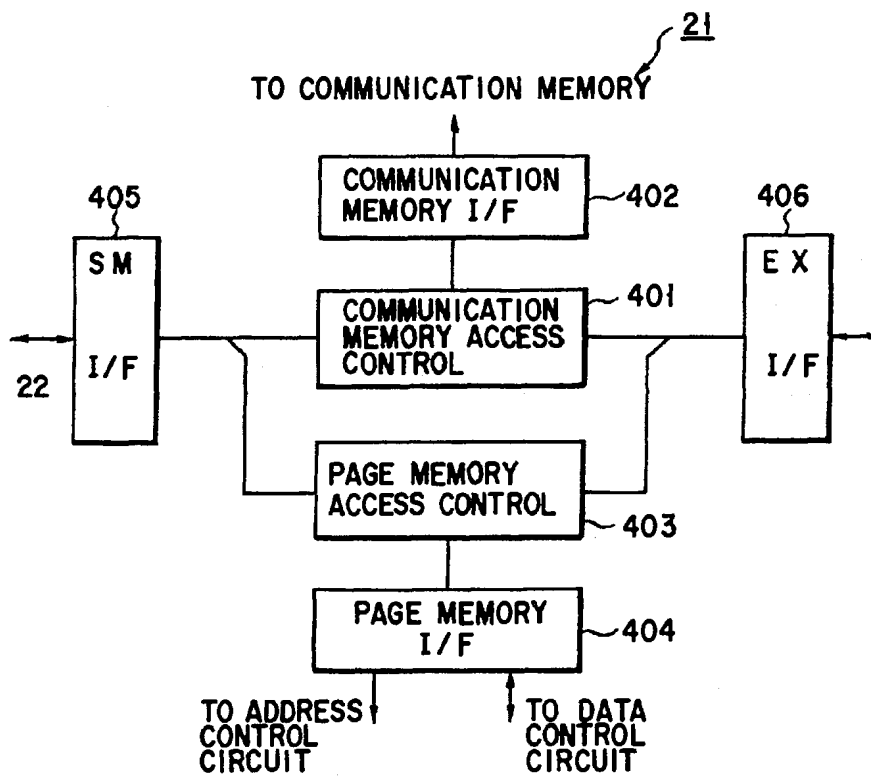 21
TO COMMUNICATION MEMORY
COMMUNICATION
MEMORY I/F
402
405
SM
I/F
22
406
EX
I/F
COMMUNICATION
MEMORY ACCESS
CONTROL
401
PAGE MEMORY
ACCESS CONTROL
403
PAGE MEMORY
I/F
404
TO ADDRESS
CONTROL
CIRCUIT
TO DATA
CONTROL
CIRCUIT